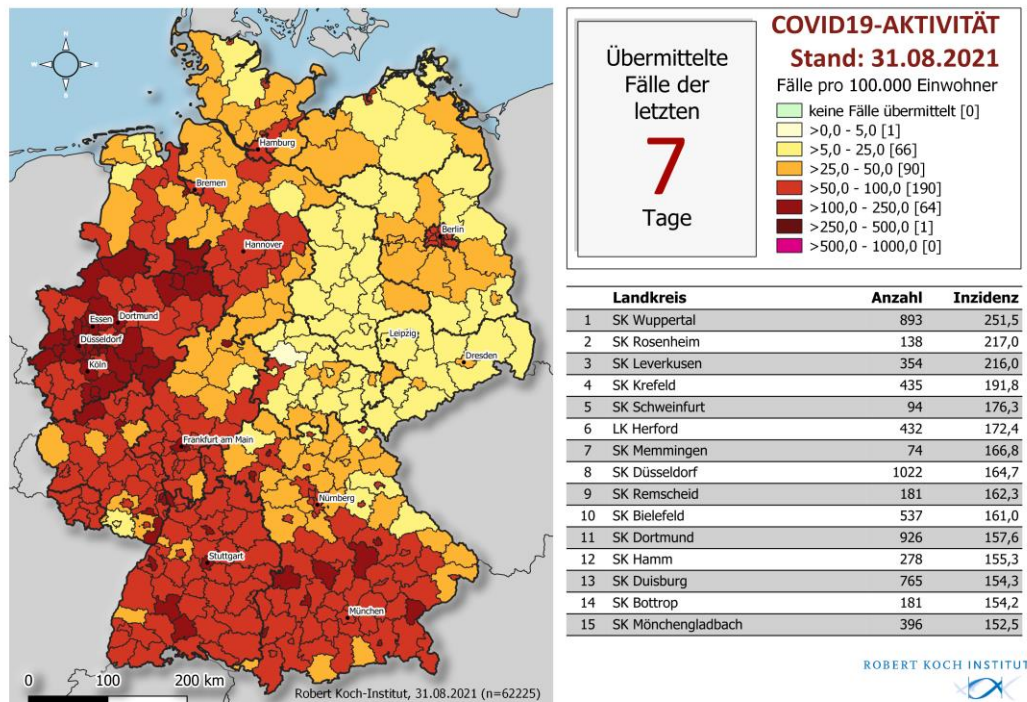 N
W
S
Hamburg
Bremen
Berlin
Hannover
Essen
Dortmund
Düsseldorf
Köln
Leipzig
Dresden
Frankfurt am Main
Nürnberg
Stuttgart
München
0 100 200 km
Robert Koch-Institut, 31.08.2021 (n=62225)
Übermittelte
Fälle der
letzten
7
Tage
COVID19-AKTIVITÄT
Stand: 31.08.2021
Fälle pro 100.000 Einwohner
keine Fälle übermittelt [0]
>0,0 - 5,0 [1]
>5,0 - 25,0 [66]
>25,0 - 50,0 [90]
>50,0 - 100,0 [190]
>100,0 - 250,0 [64]
>250,0 - 500,0 [1]
>500,0 - 1000,0 [0]
Landkreis Anzahl Inzidenz
1 SK Wuppertal 893 251,5
2 SK Rosenheim 138 217,0
3 SK Leverkusen 354 216,0
4 SK Krefeld 435 191,8
5 SK Schweinfurt 94 176,3
6 LK Herford 432 172,4
7 SK Memmingen 74 166,8
8 SK Düsseldorf 1022 164,7
9 SK Remscheid 181 162,3
10 SK Bielefeld 537 161,0
11 SK Dortmund 926 157,6
12 SK Hamm 278 155,3
13 SK Duisburg 765 154,3
14 SK Bottrop 181 154,2
15 SK Mönchengladbach 396 152,5
ROBERT KOCH INSTITUT